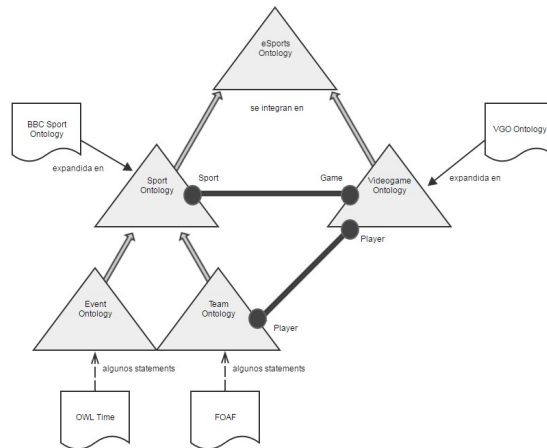 eSports
Ontology
se integran en
BBC Sport
Ontology
VGO Ontology
expandida en
expandida en
Sport
Ontology
Sport
Game
Videogame
Ontology
Player
Event
Ontology
Team
Ontology
Player
algunos statements
algunos statements
OWL Time
FOAF